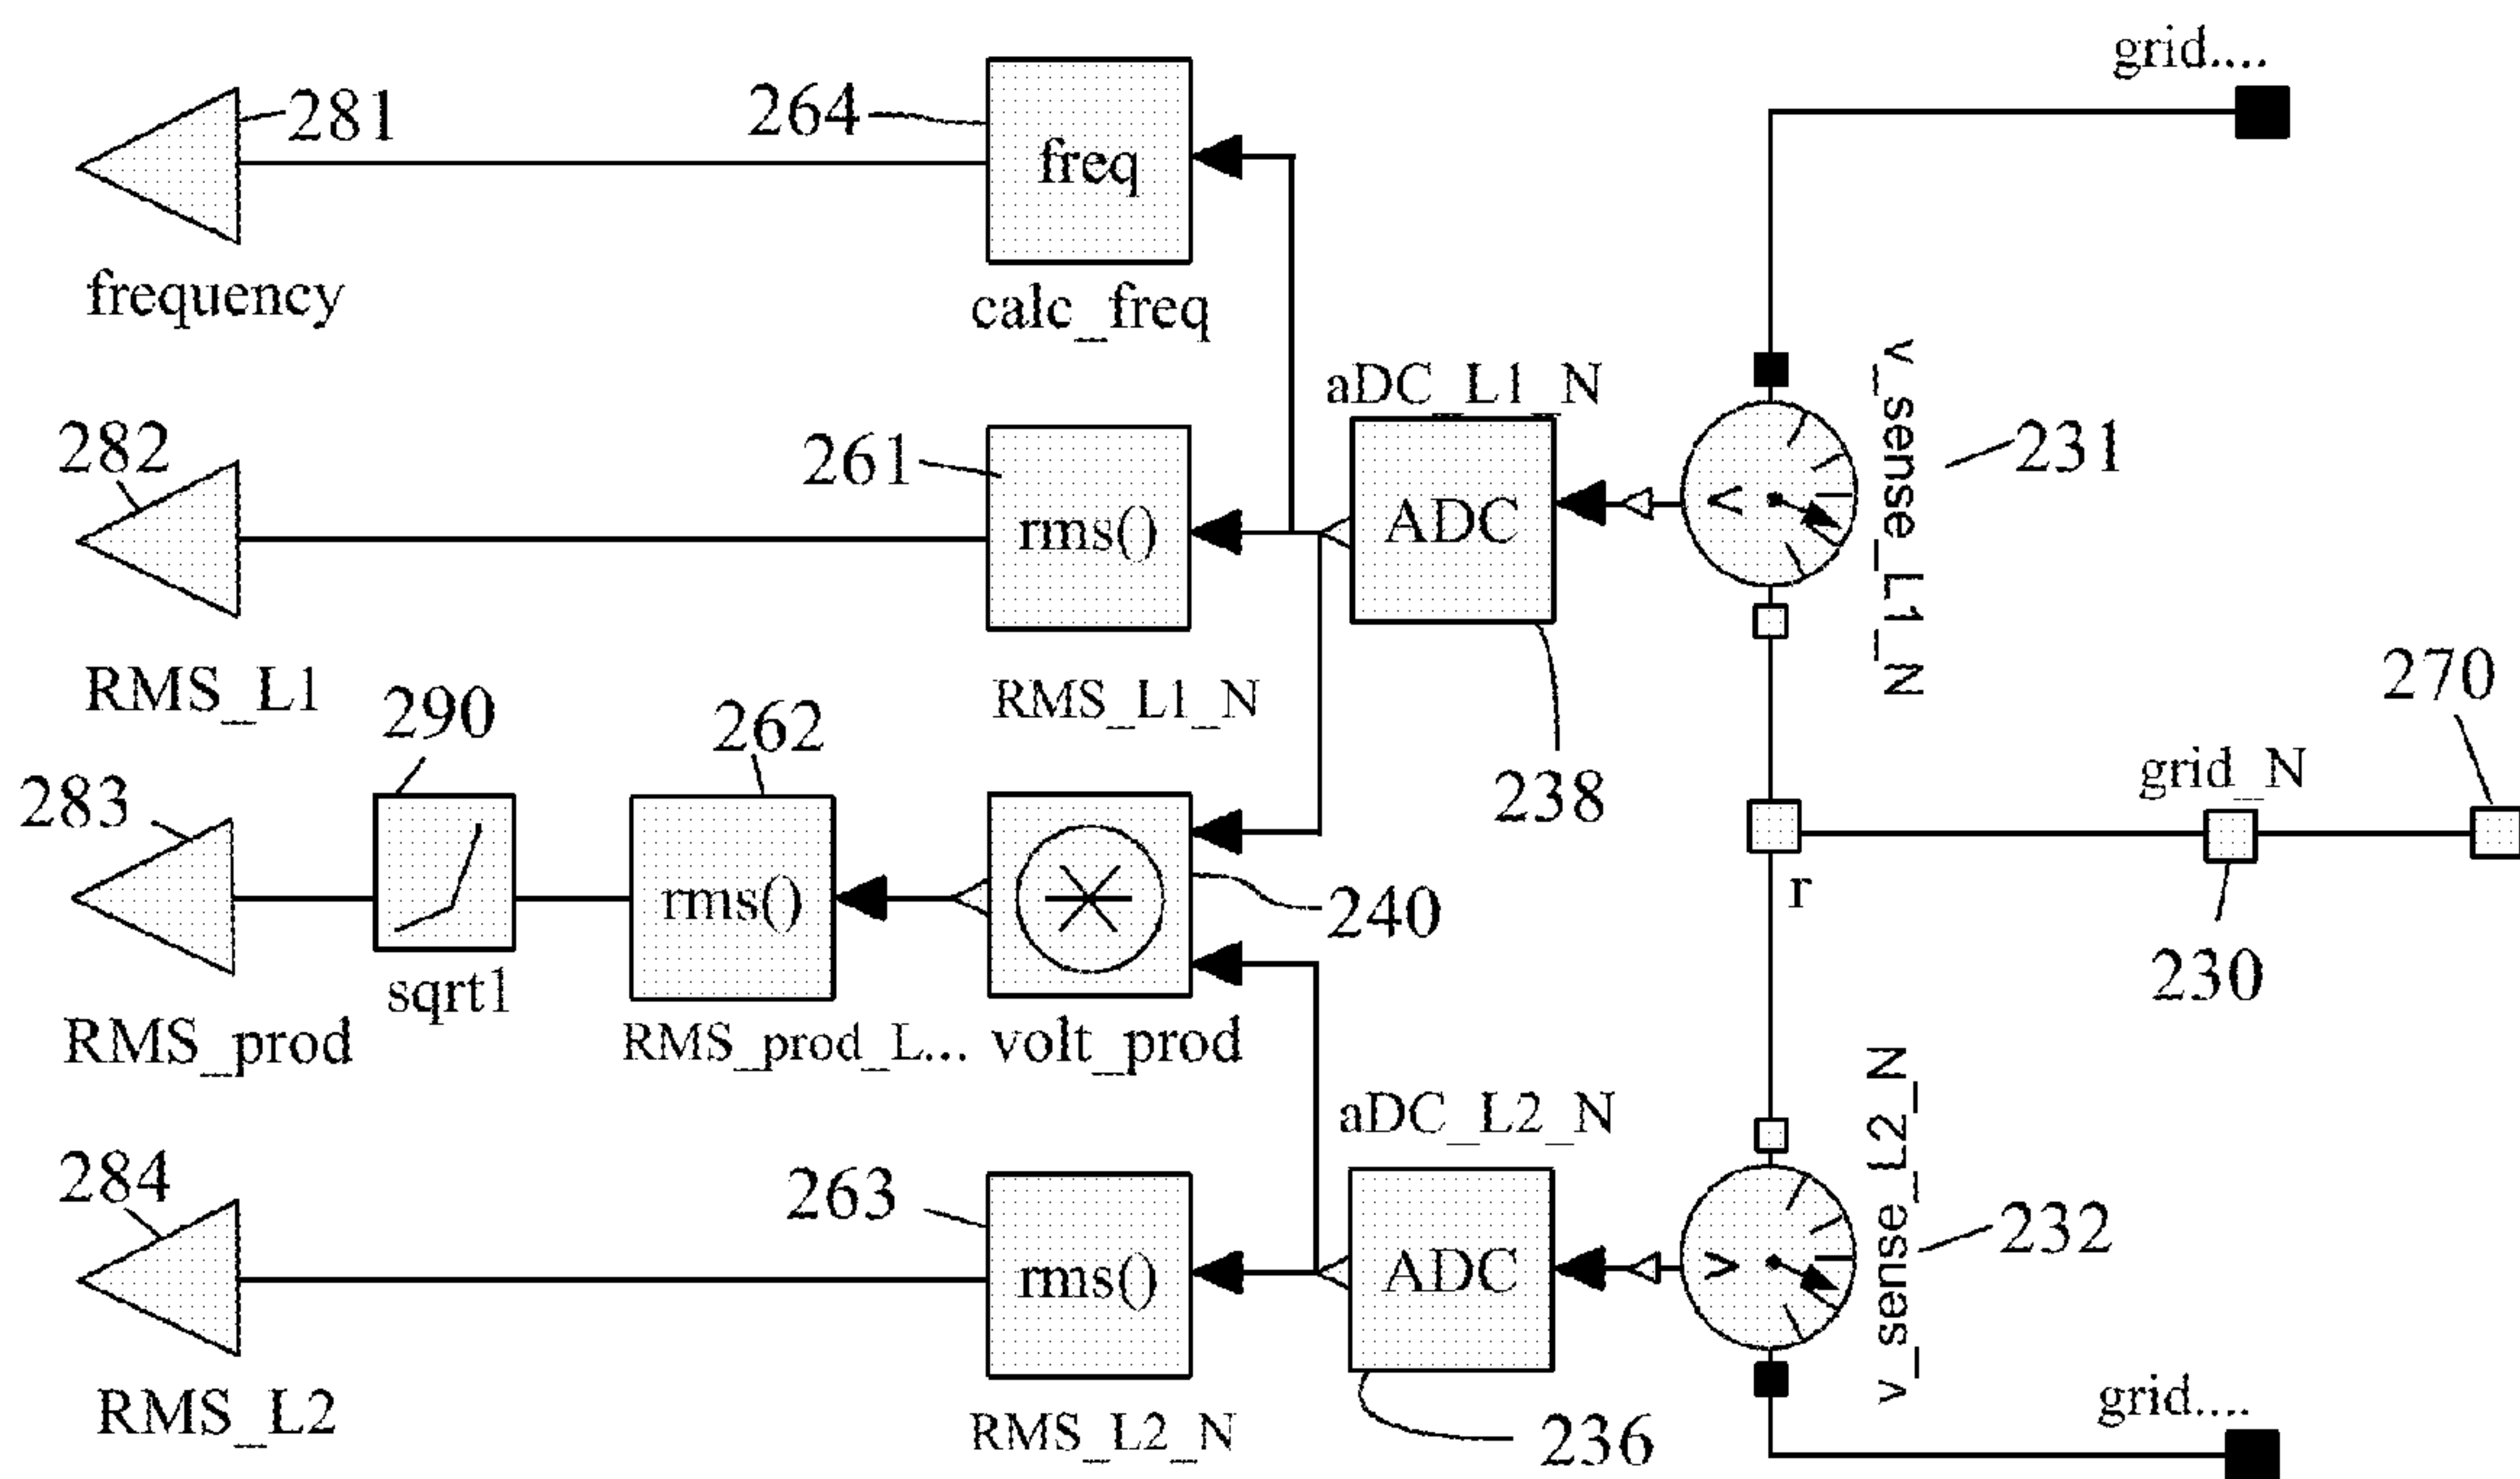 grid....
264
281
freq
frequency
calc_freq
aDC_L1_N
v_sense_L1_N
282
261
231
rms()
ADC
RMS_L1
290
RMS_L1_N
262
270
283
238
grid_N
rms()
240
r
sqrt1
230
RMS_prod
RMS_prod_L...
volt_prod
aDC_L2_N
v_sense_L2_N
284
263
232
rms()
ADC
RMS_L2
RMS_L2_N
236
grid....